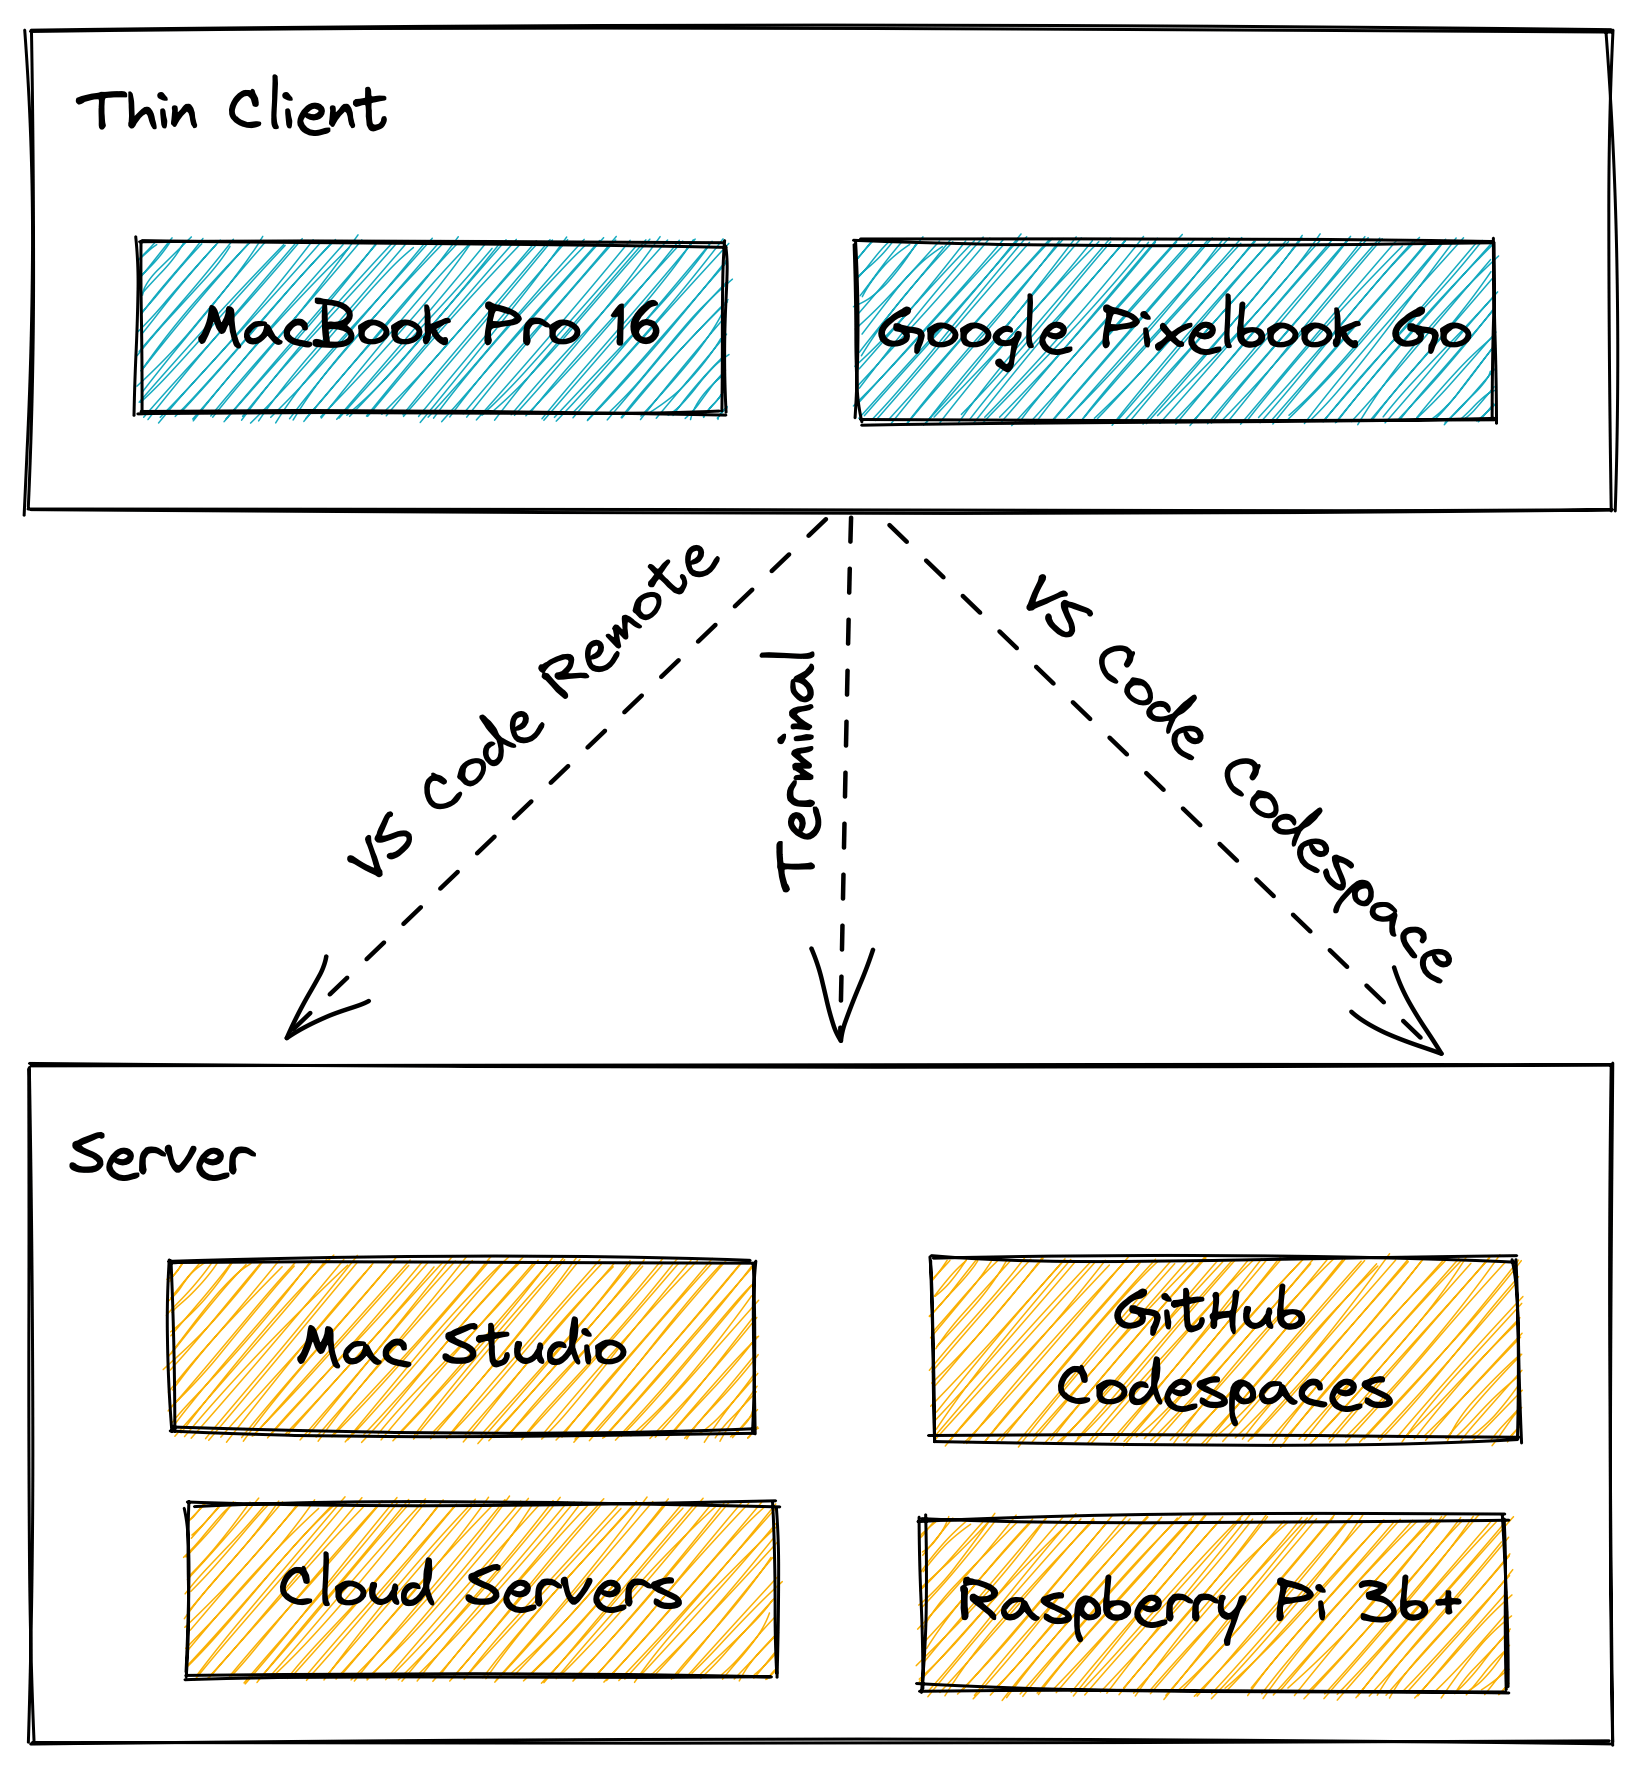 Thin Client
MacBook Pro 16
Google Pixelbook Go
VS Code Remote
Terminal
VS Code Codespace
Server
Mac Studio
GitHub
Codespaces
Cloud Servers
Raspberry Pi 3b+